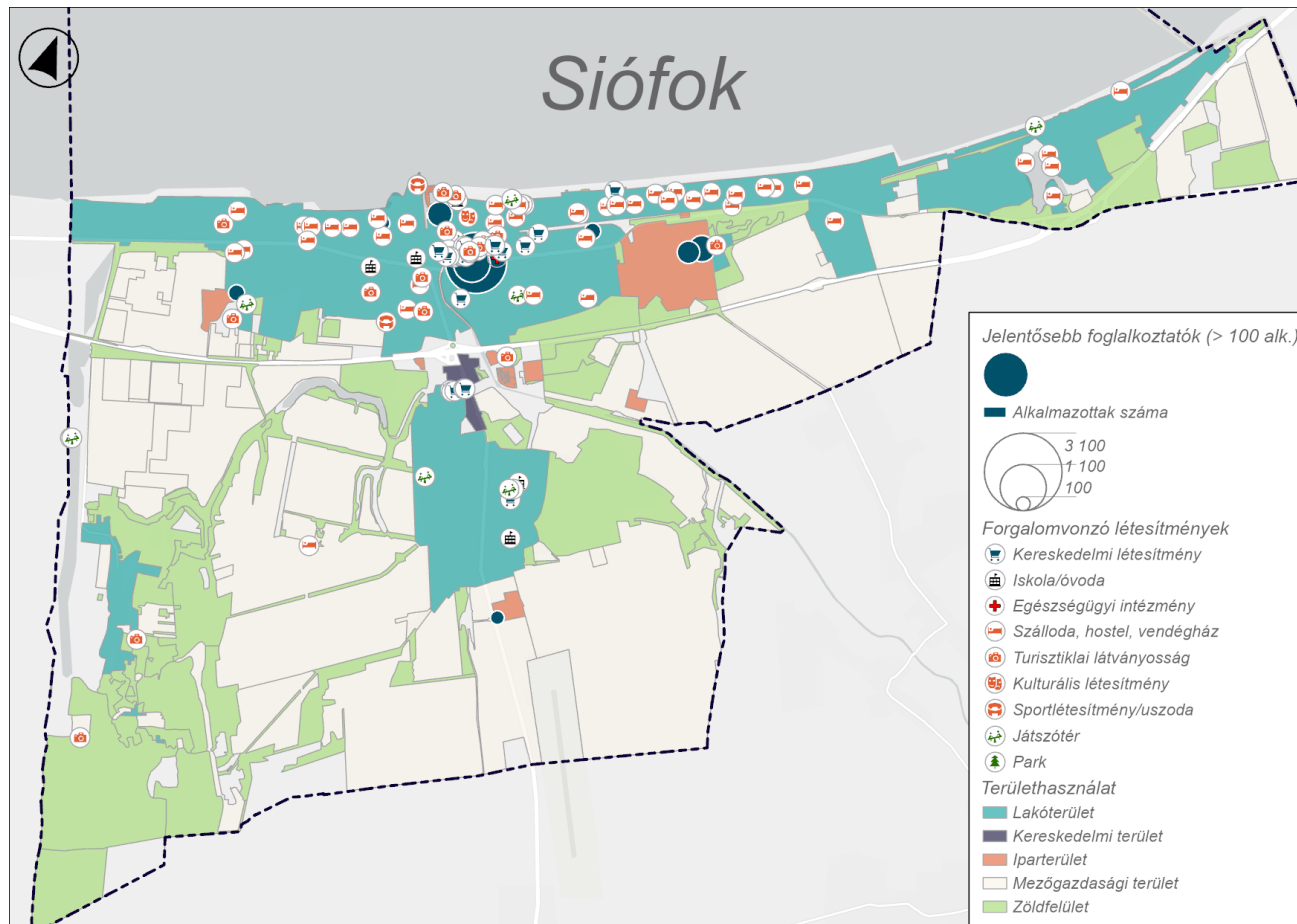 Siófok
Jelentősebb foglalkoztatók (> 100 alk.)
Alkalmazottak száma
3 100
1 100
100
Forgalomvonzó létesítmények
Kereskedelmi létesítmény
Iskola/óvoda
Egészségügyi intézmény
Szálloda, hostel, vendégház
Turisztiklai látványosság
Kulturális létesítmény
Sportlétesítmény/uszoda
Játszótér
Park
Területhasználat
Lakóterület
Kereskedelmi terület
Iparterület
Mezőgazdasági terület
Zöldfelület